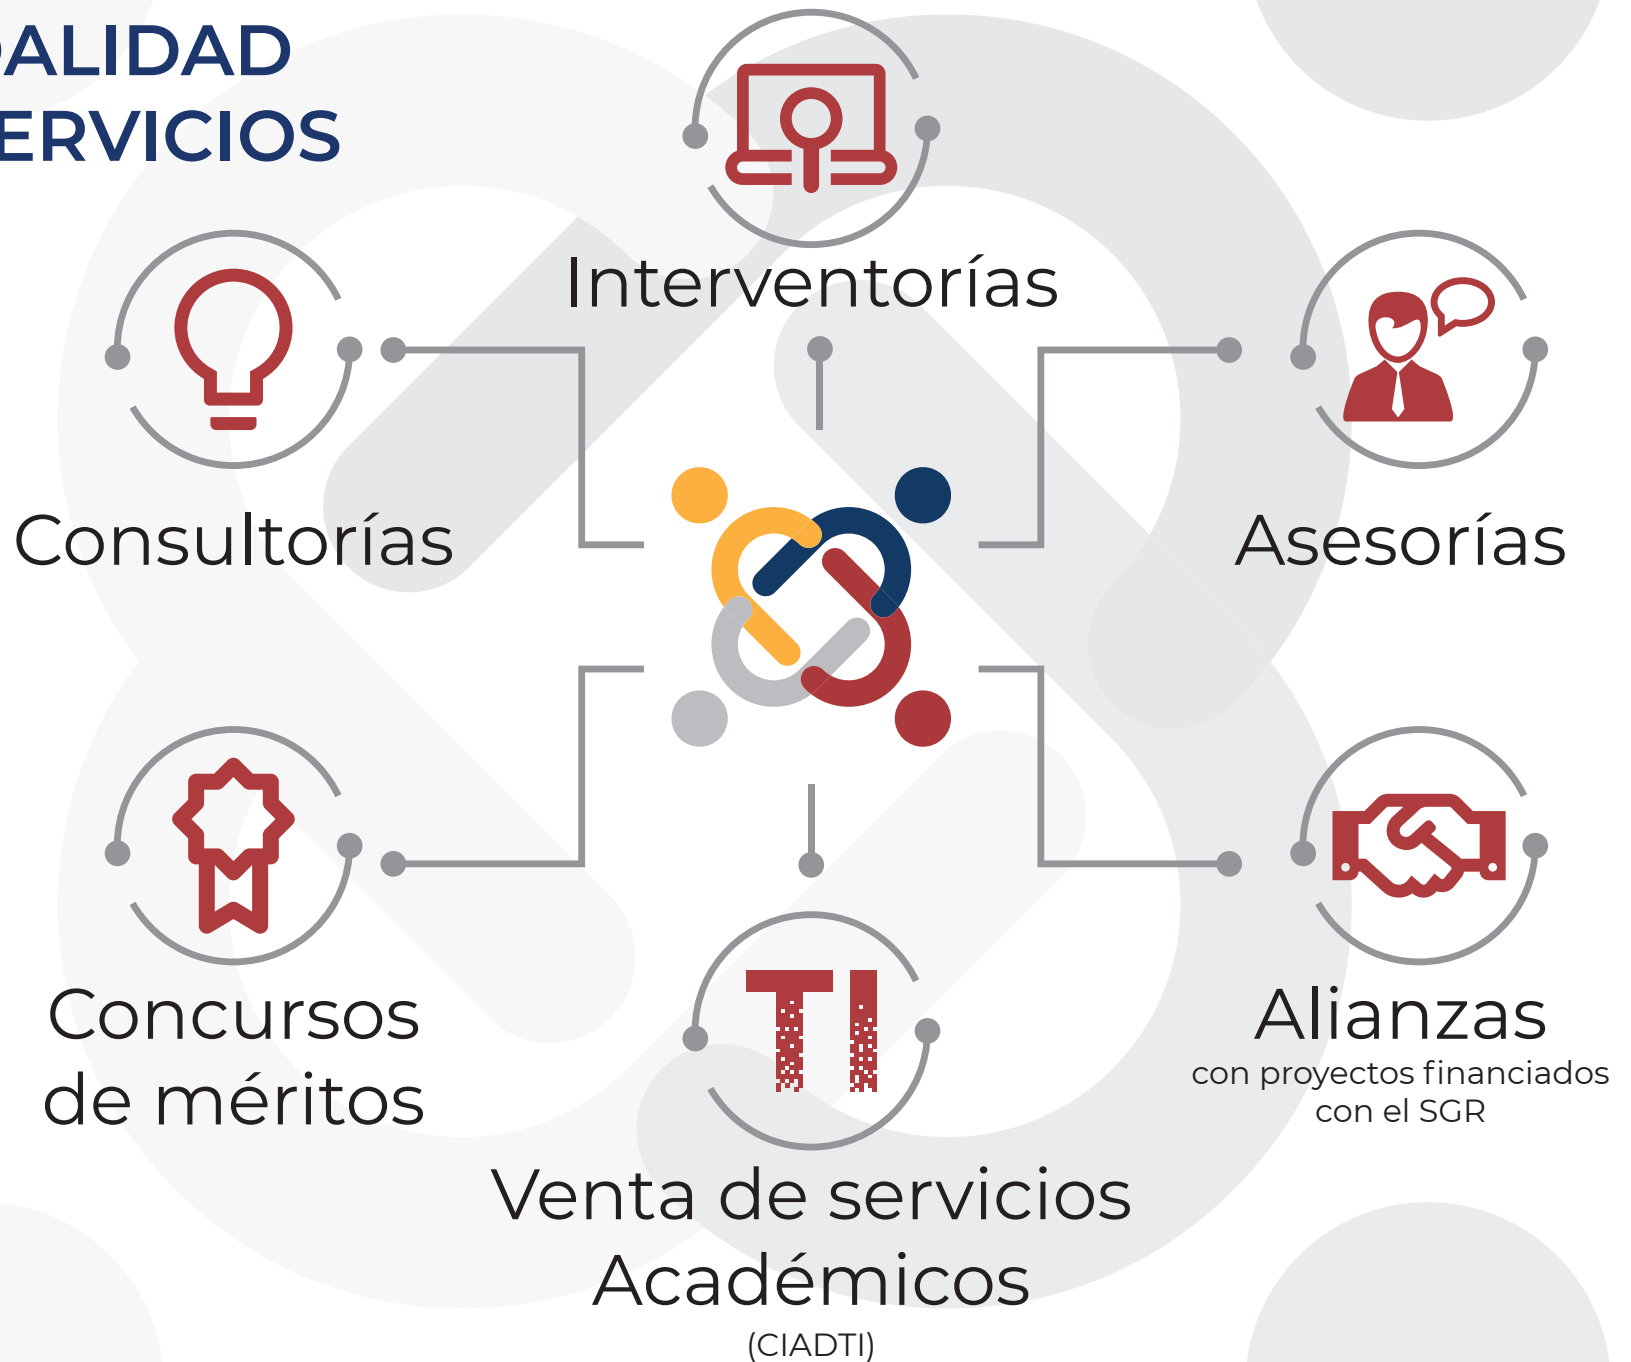 DALIDAD
ERVICIOS
Interventorías
Consultorías
Asesorías
Concursos
de méritos
TI
Alianzas
con proyectos financiados
con el SGR
Venta de servicios
Académicos
(CIADTI)